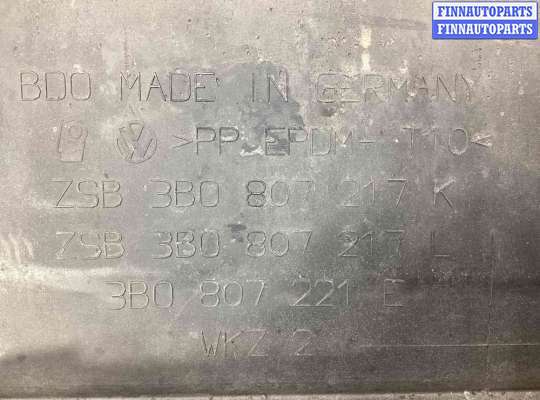 FINNAUTOPARTS
FINNAUTOPARTS
BDO MADE IN GERMANY
>PP EPDM-T10<
ZSB 3B0 807 217 K
ZSB 3B0 807 217 L
3B0 807 221 E
WKZ 2